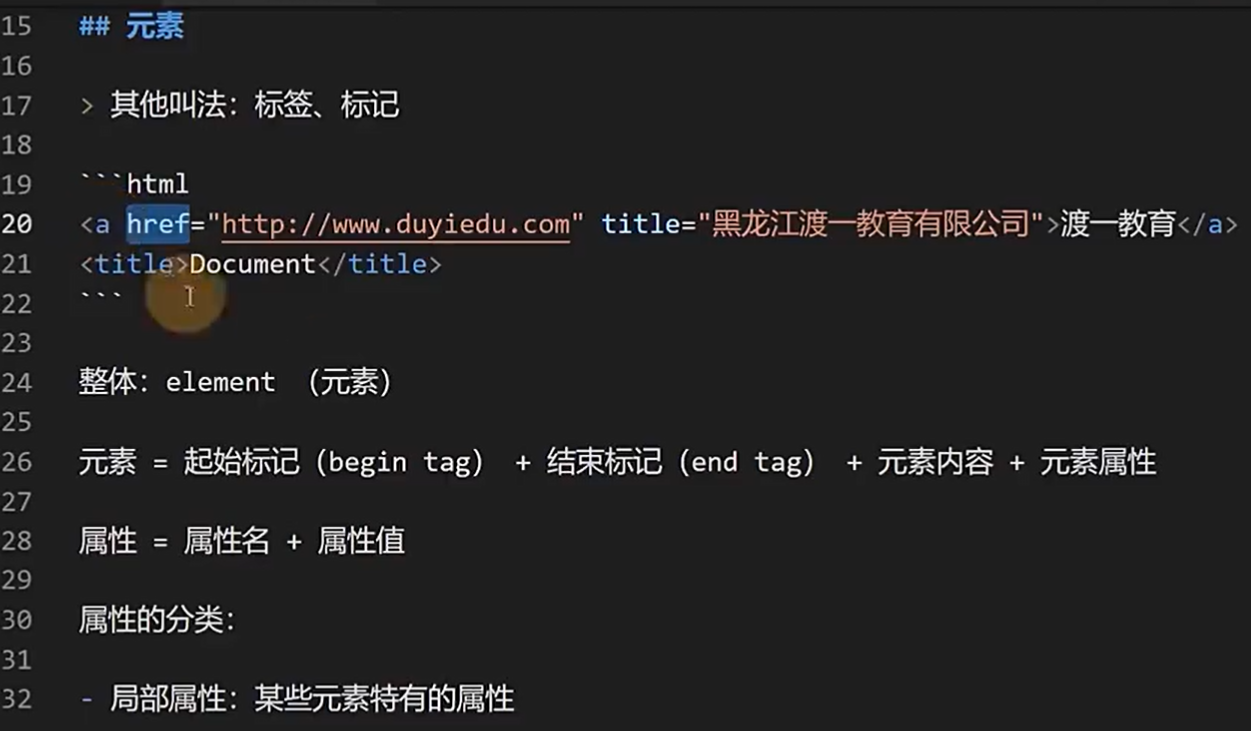 15 ## 元素
16
17 > 其他叫法：标签、标记
18
19 ```html
20 <a href="http://www.duyiedu.com" title="黑龙江渡一教育有限公司">渡一教育</a>
21 <title>Document</title>
22 ```
23
24 整体：element （元素）
25
26 元素 = 起始标记（begin tag） + 结束标记（end tag） + 元素内容 + 元素属性
27
28 属性 = 属性名 + 属性值
29
30 属性的分类：
31
32 - 局部属性：某些元素特有的属性